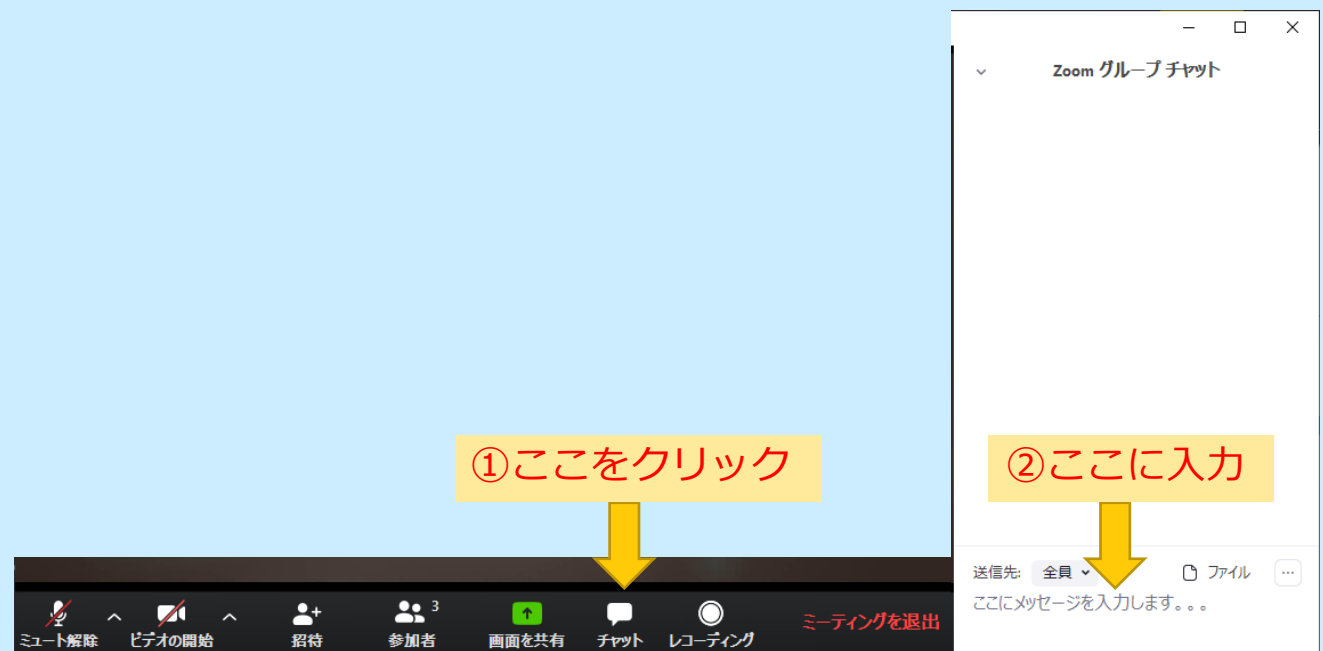 Zoom グループ チャット
①ここをクリック
②ここに入力
送信先: 全員 ファイル ...
ここにメッセージを入力します。。。
3
ミュート解除 ビデオの開始 招待 参加者 画面を共有 チャット レコーディング ミーティングを退出